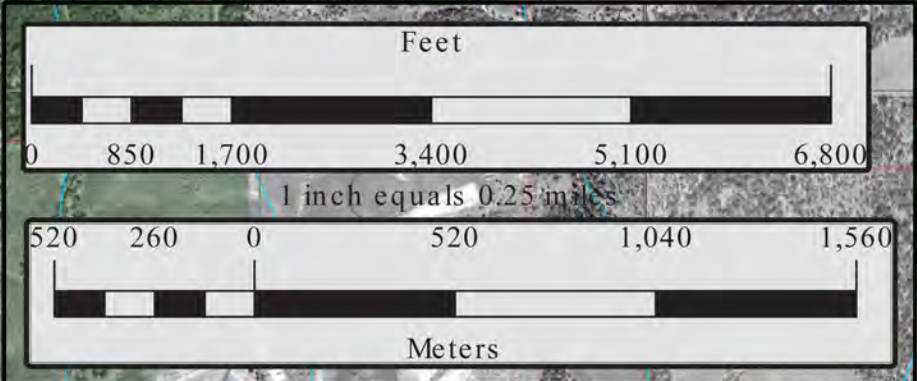 Feet
0 850 1,700 3,400 5,100 6,800
1 inch equals 0.25 miles
520 260 0 520 1,040 1,560
Meters